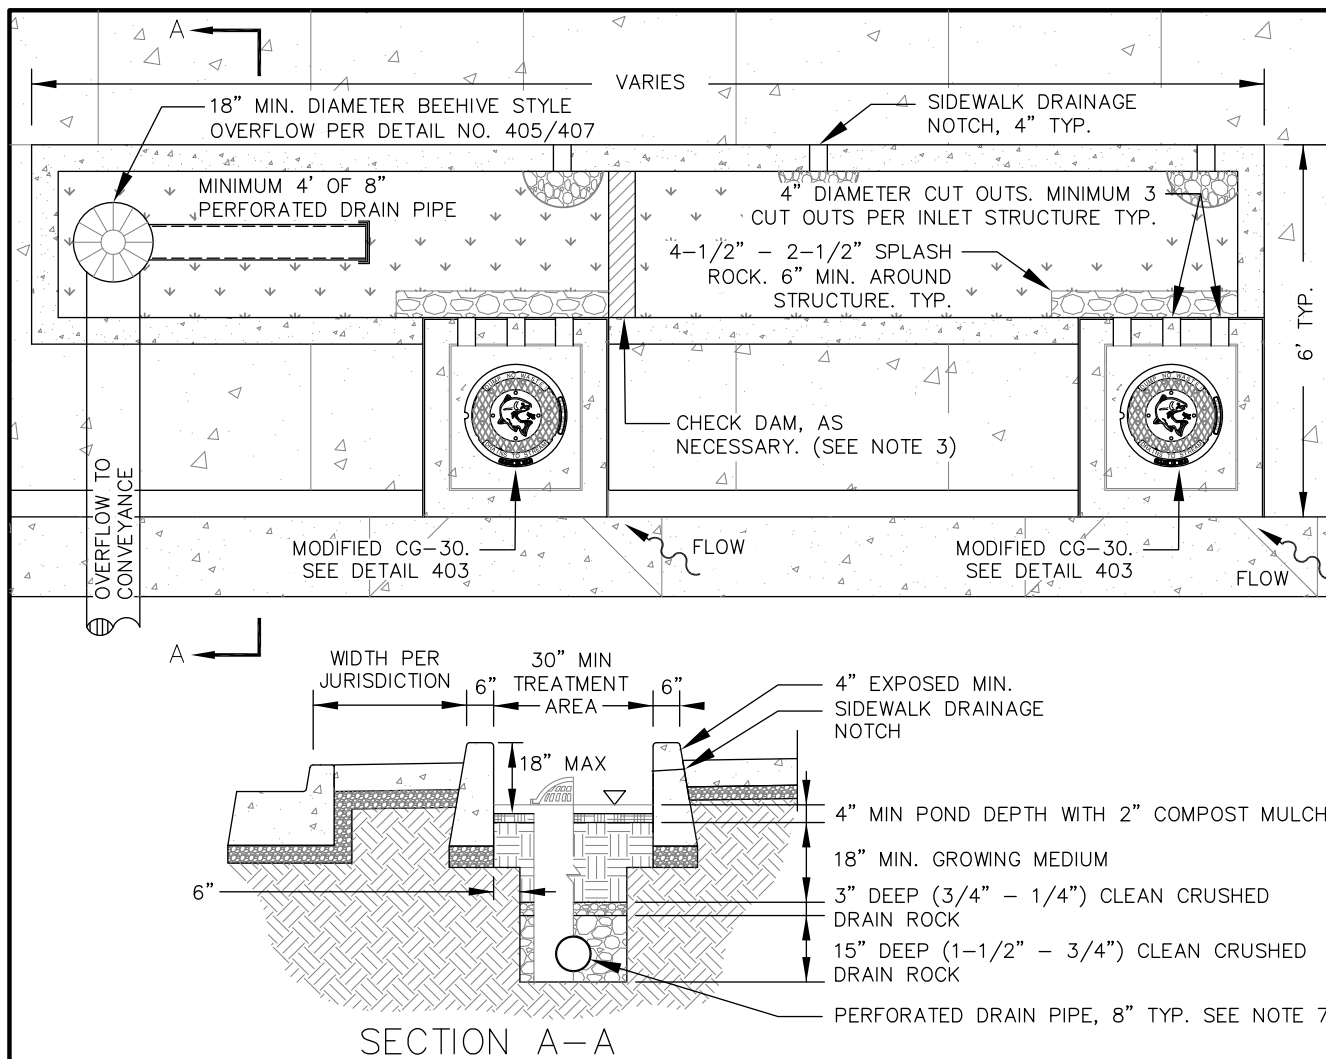 A
VARIES
18" MIN. DIAMETER BEEHIVE STYLE
OVERFLOW PER DETAIL NO. 405/407
SIDEWALK DRAINAGE
NOTCH, 4" TYP.
MINIMUM 4' OF 8"
PERFORATED DRAIN PIPE
4" DIAMETER CUT OUTS. MINIMUM 3
CUT OUTS PER INLET STRUCTURE TYP.
4-1/2" - 2-1/2" SPLASH
ROCK. 6" MIN. AROUND
STRUCTURE. TYP.
6' TYP.
CHECK DAM, AS
NECESSARY. (SEE NOTE 3)
OVERFLOW TO
CONVEYANCE
DUMP NO WASTE
DUMP NO WASTE
MODIFIED CG-30.
SEE DETAIL 403
FLOW
MODIFIED CG-30.
SEE DETAIL 403
FLOW
A
WIDTH PER
JURISDICTION
6"
30" MIN
TREATMENT
AREA
6"
4" EXPOSED MIN.
SIDEWALK DRAINAGE
NOTCH
18" MAX
4" MIN POND DEPTH WITH 2" COMPOST MULCH
18" MIN. GROWING MEDIUM
6"
3" DEEP (3/4" - 1/4") CLEAN CRUSHED
DRAIN ROCK
15" DEEP (1-1/2" - 3/4") CLEAN CRUSHED
DRAIN ROCK
PERFORATED DRAIN PIPE, 8" TYP. SEE NOTE 7
SECTION A-A